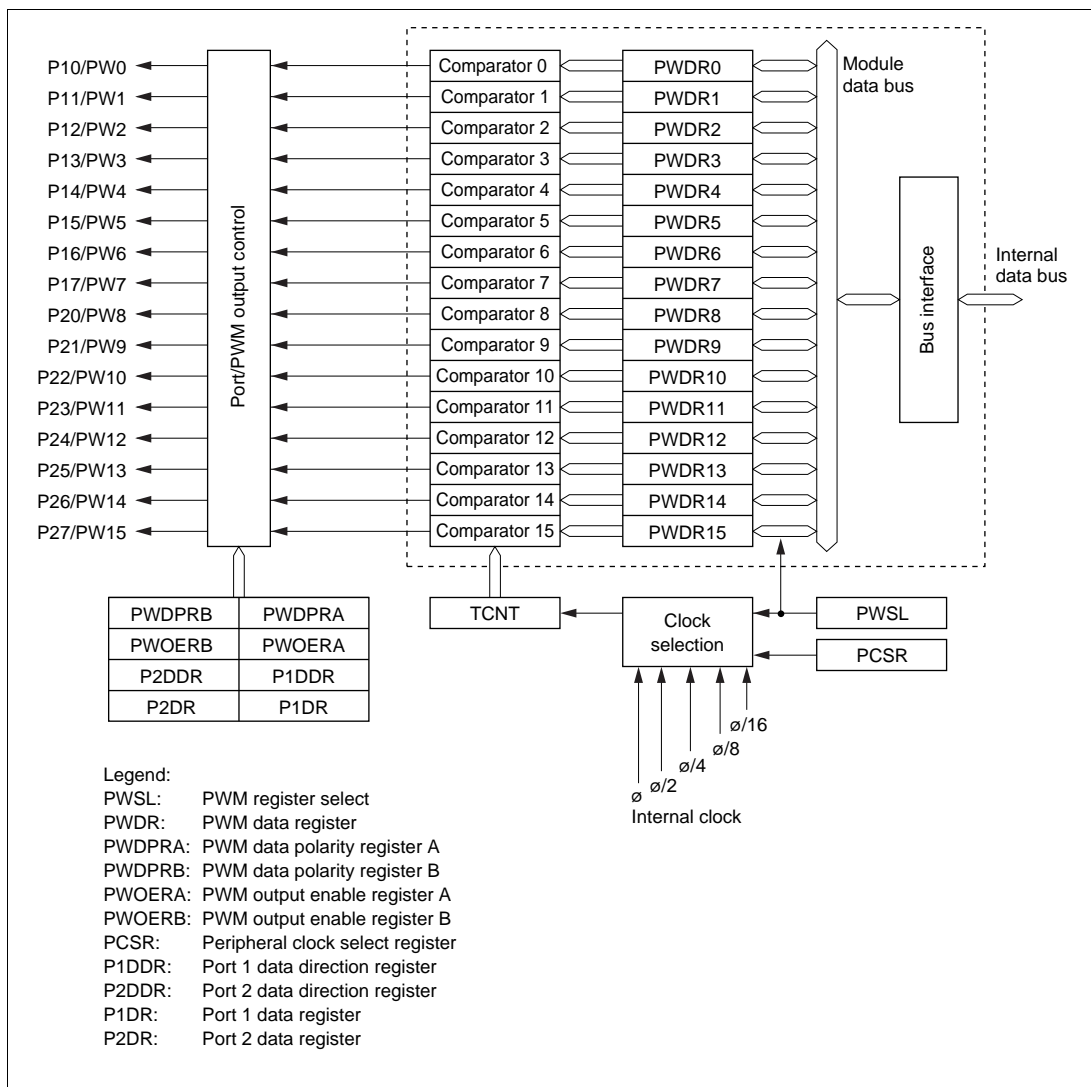 P10/PW0 Comparator 0 PWDR0
P11/PW1 Comparator 1 PWDR1
P12/PW2 Comparator 2 PWDR2
P13/PW3 Comparator 3 PWDR3
P14/PW4 Comparator 4 PWDR4
P15/PW5 Comparator 5 PWDR5
P16/PW6 Comparator 6 PWDR6
P17/PW7 Comparator 7 PWDR7
P20/PW8 Comparator 8 PWDR8
P21/PW9 Comparator 9 PWDR9
P22/PW10 Comparator 10 PWDR10
P23/PW11 Comparator 11 PWDR11
P24/PW12 Comparator 12 PWDR12
P25/PW13 Comparator 13 PWDR13
P26/PW14 Comparator 14 PWDR14
P27/PW15 Comparator 15 PWDR15
Port/PWM output control
Module
data bus
Bus interface
Internal
data bus
PWDPRB PWDPRA
PWOERB PWOERA
P2DDR P1DDR
P2DR P1DR
TCNT
Clock
selection
PWSL
PCSR
ø/16
ø/8
ø/4
ø/2
ø
Internal clock
Legend:
PWSL: PWM register select
PWDR: PWM data register
PWDPRA: PWM data polarity register A
PWDPRB: PWM data polarity register B
PWOERA: PWM output enable register A
PWOERB: PWM output enable register B
PCSR: Peripheral clock select register
P1DDR: Port 1 data direction register
P2DDR: Port 2 data direction register
P1DR: Port 1 data register
P2DR: Port 2 data register